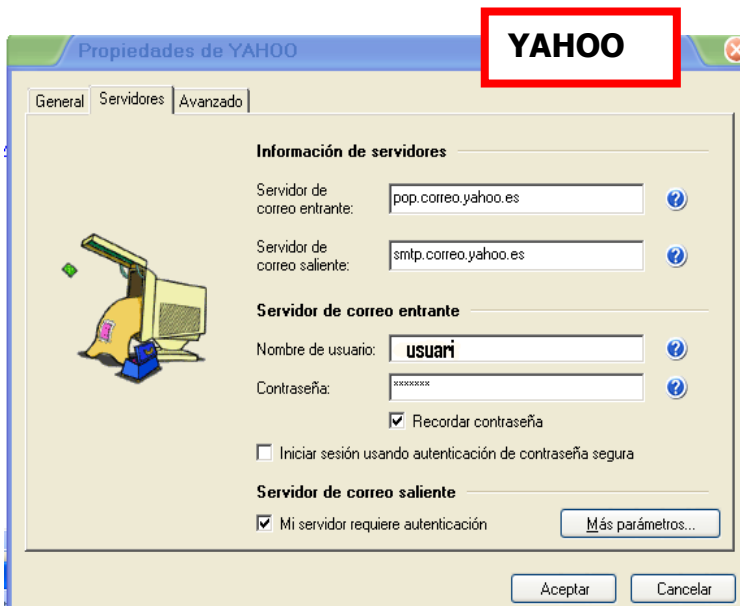 YAHOO
Propiedades de YAHOO
General Servidores Avanzado
Información de servidores
Servidor de
correo entrante:
pop.correo.yahoo.es
Servidor de
correo saliente:
smtp.correo.yahoo.es
Servidor de correo entrante
Nombre de usuario: usuari
Contraseña: xxxxxxx
Recordar contraseña
Iniciar sesión usando autenticación de contraseña segura
Servidor de correo saliente
Mi servidor requiere autenticación Más parámetros...
Aceptar Cancelar